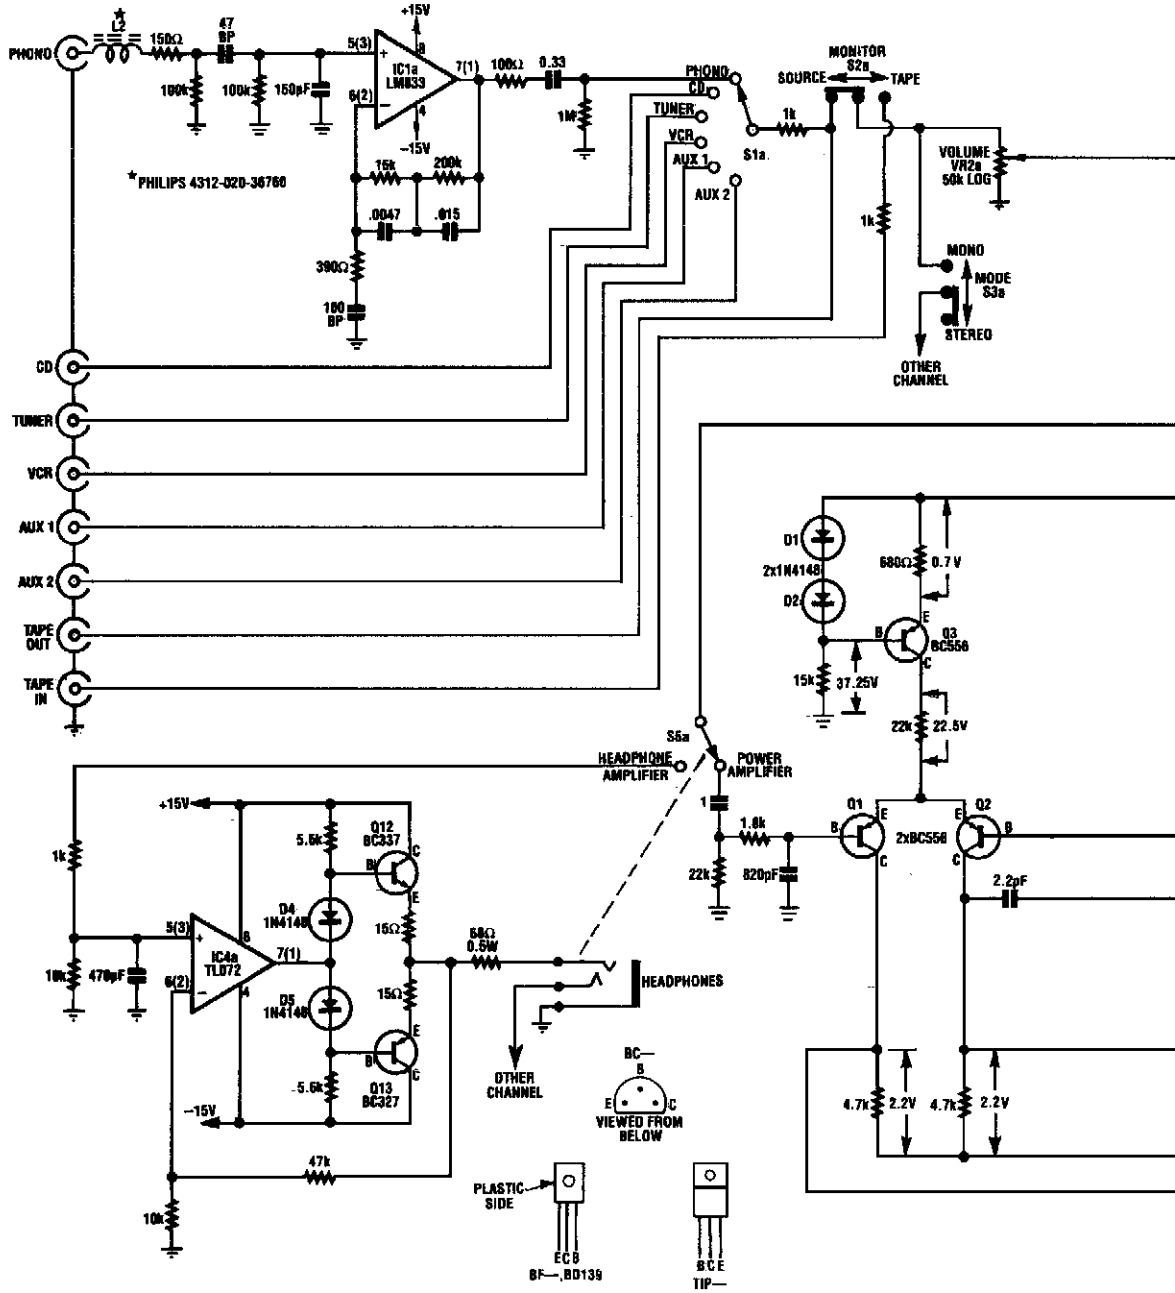 PHONO
★
L2
150Ω
47
BP
100k
100k
150pF
+15V
5(3)
+
8
IC1a
LM833
7(1)
6(2)
−
4
−15V
75k
200k
.0047
.015
390Ω
100
BP
100Ω
0.33
1M
★PHILIPS 4312-020-36760
PHONO
CD
TUNER
VCR
AUX 1
AUX 2
S1a
1k
MONITOR
S2a
SOURCE
TAPE
1k
VOLUME
VR2a
50k LOG
MONO
MODE
S3a
STEREO
OTHER
CHANNEL
CD
TUNER
VCR
AUX 1
AUX 2
TAPE
OUT
TAPE
IN
D1
2x1N4148
D2
680Ω
0.7V
E
B
Q3
BC556
C
15k
37.25V
22k
22.5V
S5a
HEADPHONE
AMPLIFIER
POWER
AMPLIFIER
1
1.8k
22k
820pF
Q1
B
E
C
2xBC556
Q2
E
B
C
2.2pF
4.7k
2.2V
4.7k
2.2V
+15V
1k
5.6k
Q12
BC337
B
C
E
D4
1N4148
15Ω
5(3)
+
8
IC4a
TL072
7(1)
6(2)
−
4
10k
470pF
68Ω
0.5W
HEADPHONES
D5
1N4148
15Ω
E
B
C
Q13
BC327
5.6k
−15V
OTHER
CHANNEL
47k
10k
BC—
B
E
C
VIEWED FROM
BELOW
PLASTIC
SIDE
ECB
BF—, BD139
BCE
TIP—